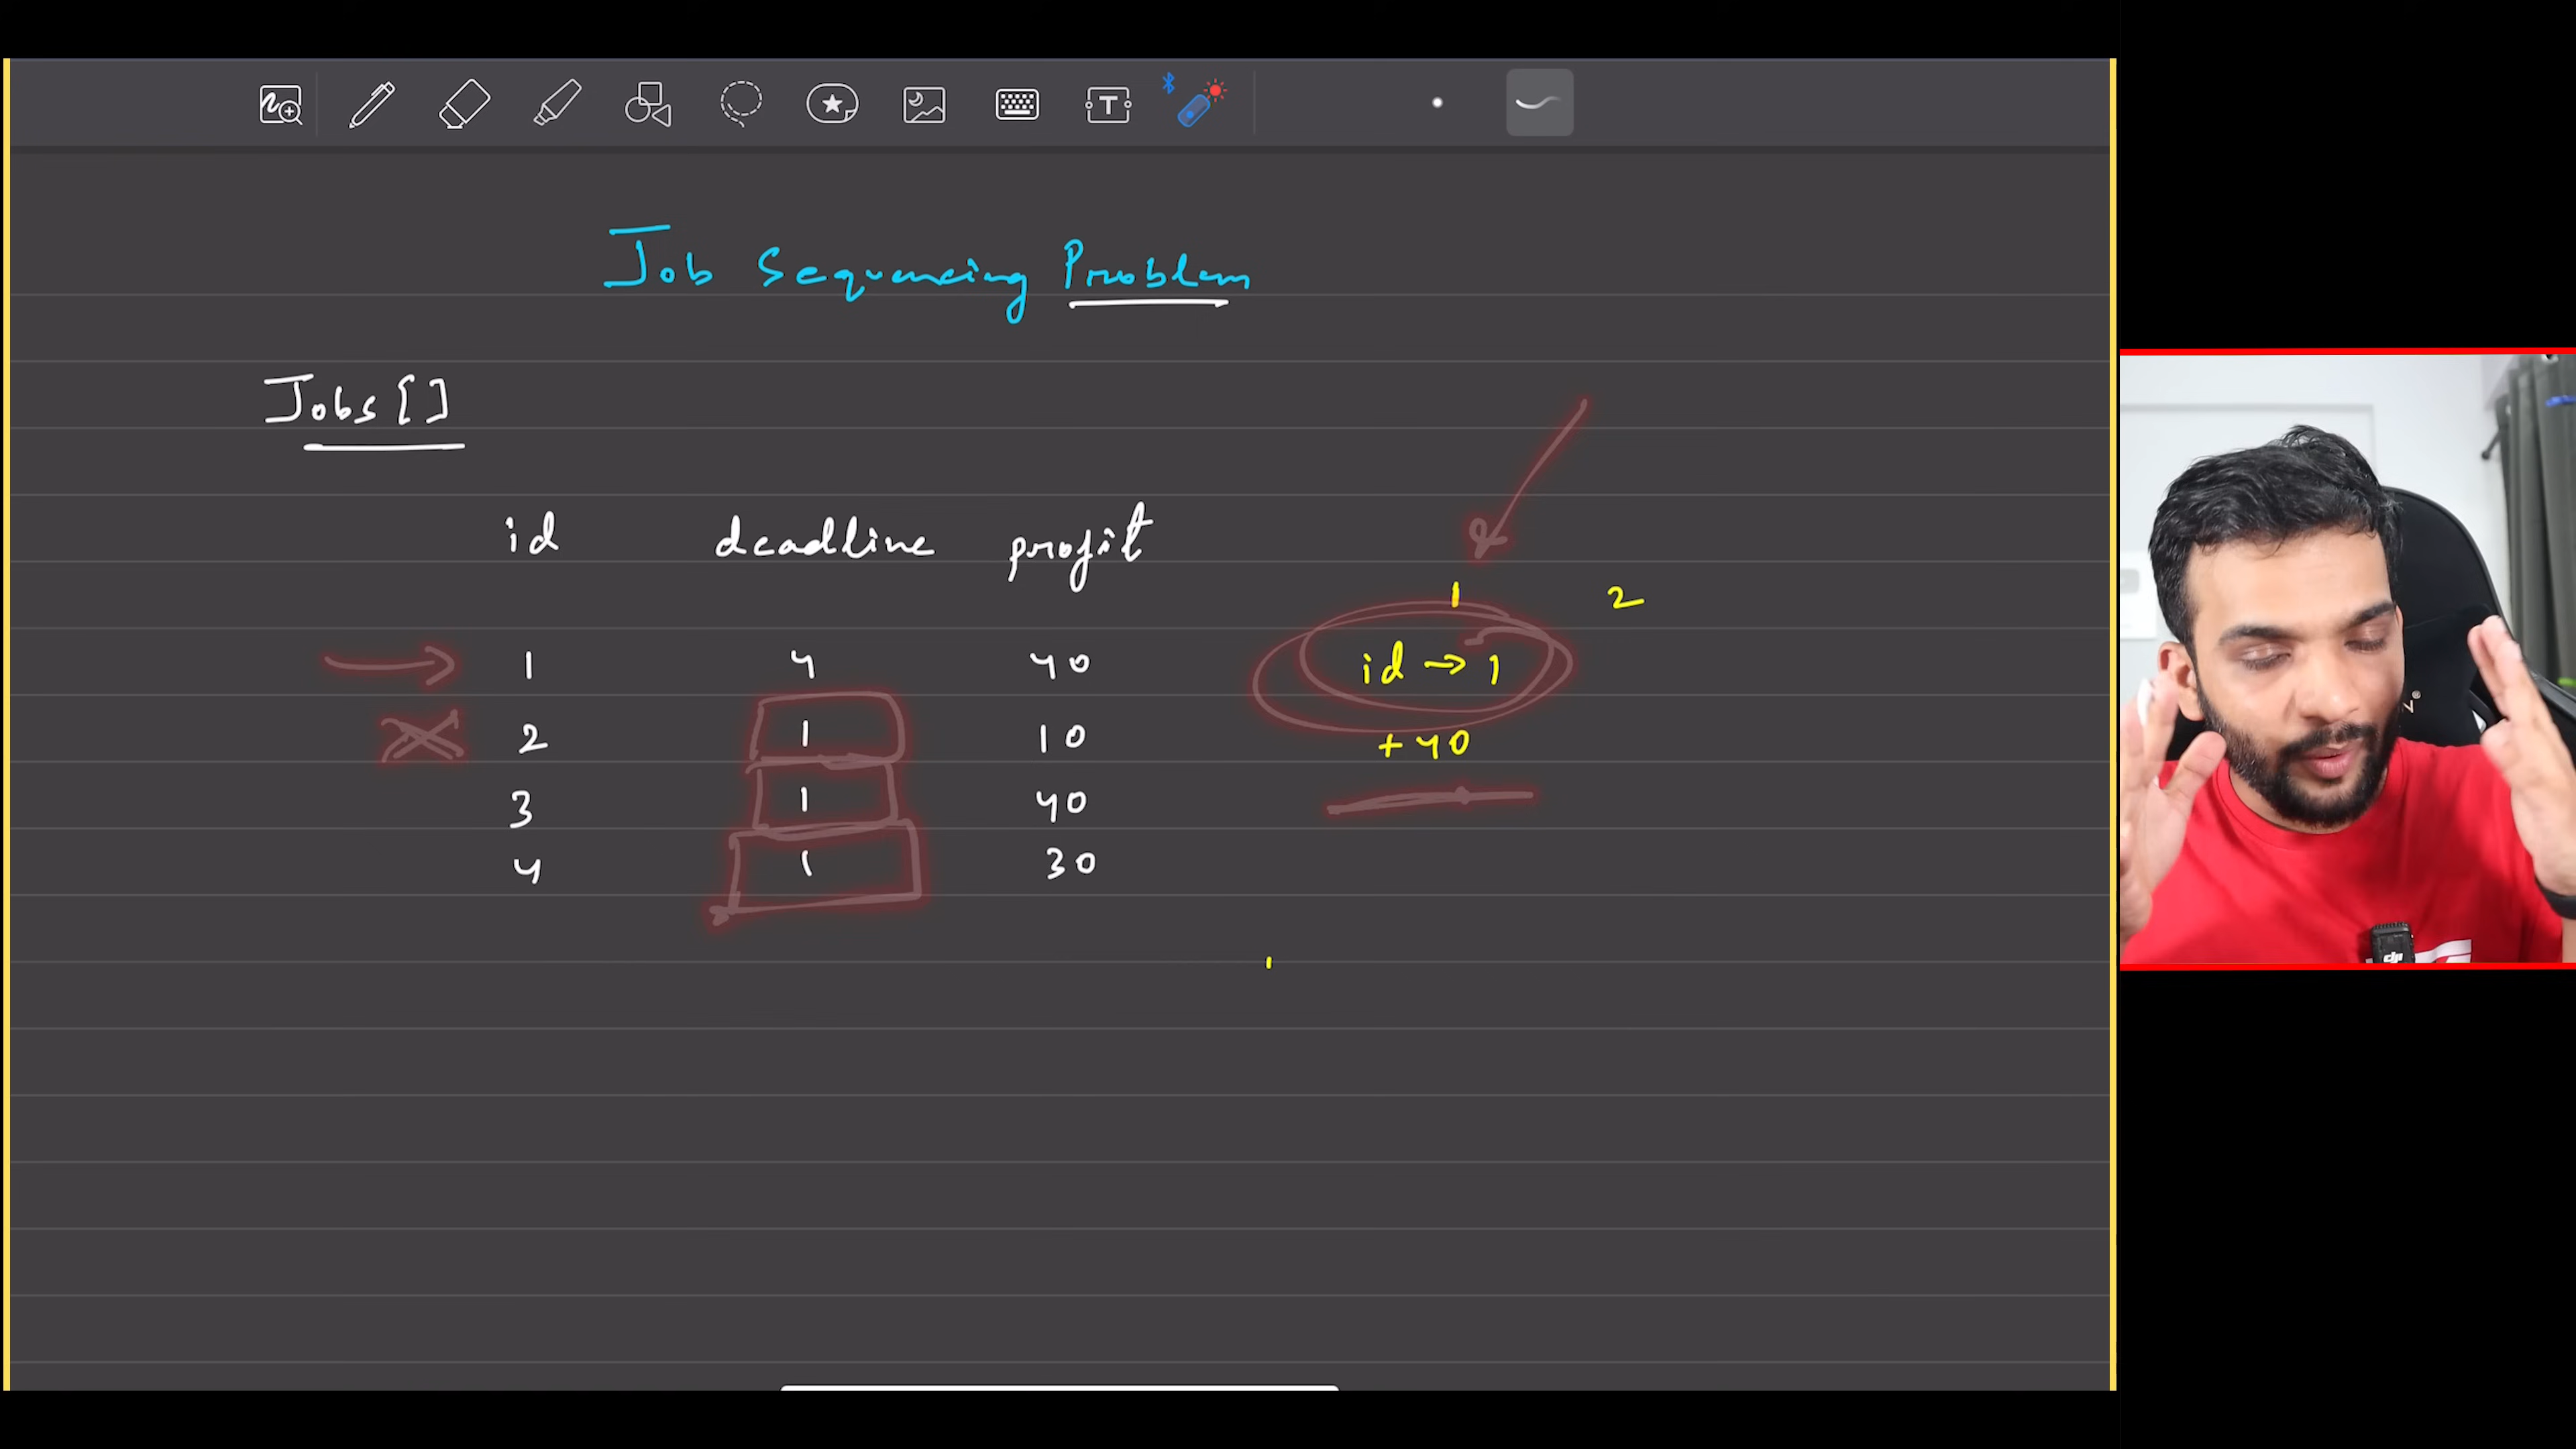 Job Sequencing Problem
Jobs[]
id deadline profit
1 2
1 4 40 id → 1
2 1 10 +40
3 1 40
4 1 30